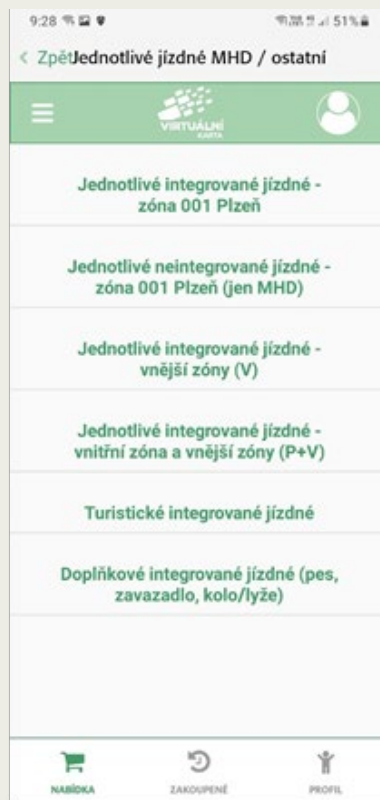 9:28 51%
< Zpět Jednotlivé jízdné MHD / ostatní
VIRTUÁLNÍ
KARTA
Jednotlivé integrované jízdné -
zóna 001 Plzeň
Jednotlivé neintegrované jízdné -
zóna 001 Plzeň (jen MHD)
Jednotlivé integrované jízdné -
vnější zóny (V)
Jednotlivé integrované jízdné -
vnitřní zóna a vnější zóny (P+V)
Turistické integrované jízdné
Doplňkové integrované jízdné (pes,
zavazadlo, kolo/lyže)
NABÍDKA ZAKOUPENÉ PROFIL